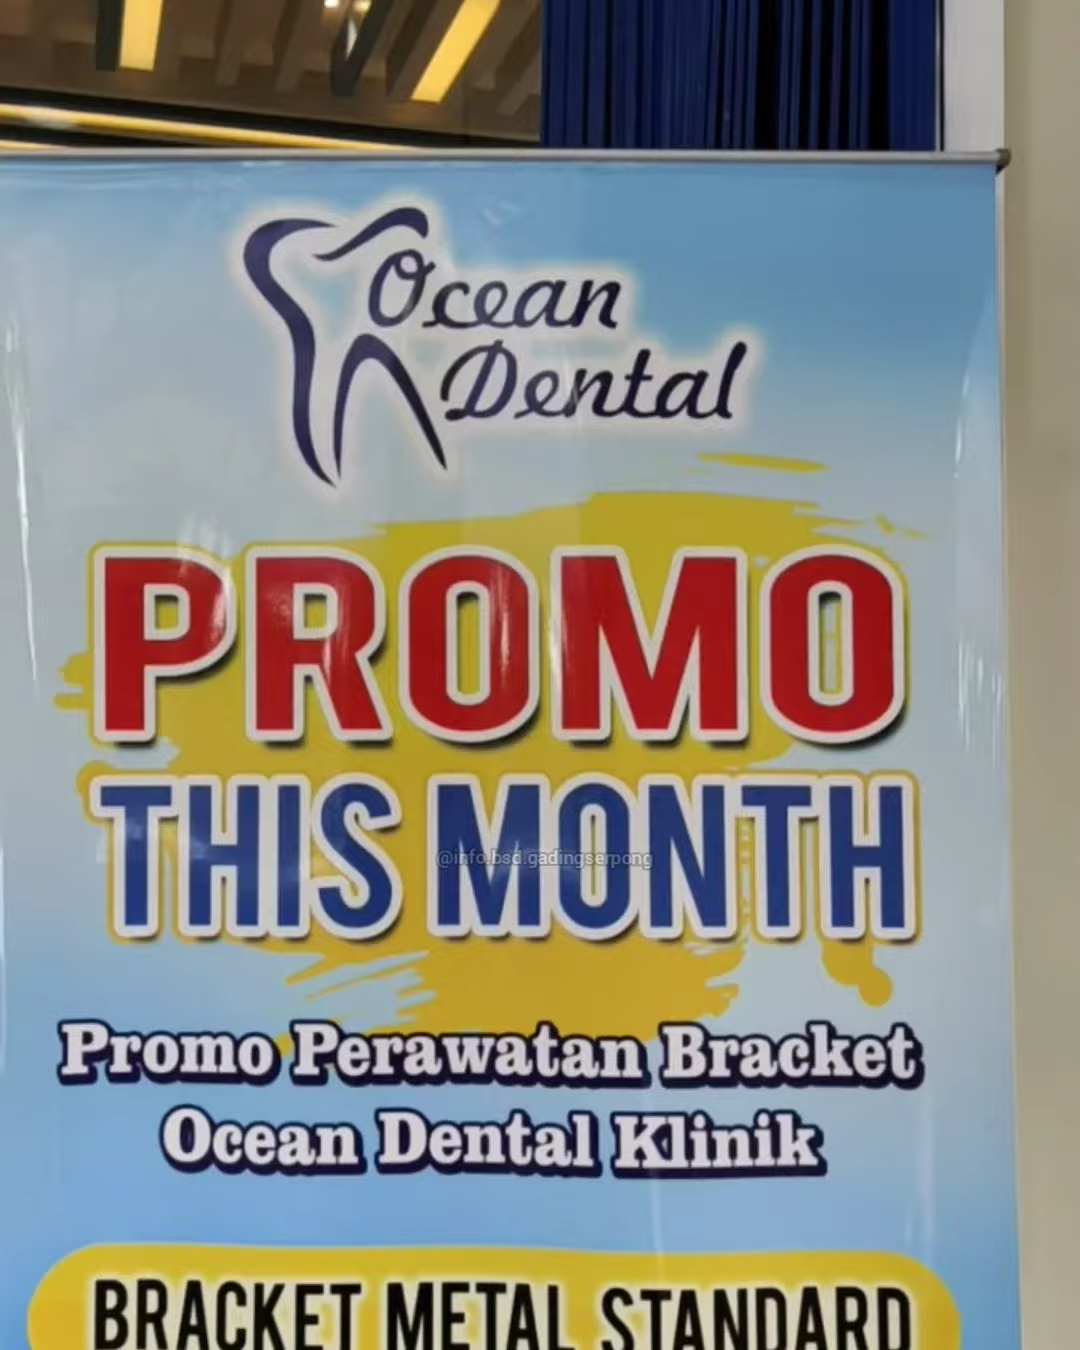 Ocean
Dental
PROMO
THIS MONTH
@info.bsd.gadingserpong
Promo Perawatan Bracket
Ocean Dental Klinik
BRACKET METAL STANDARD